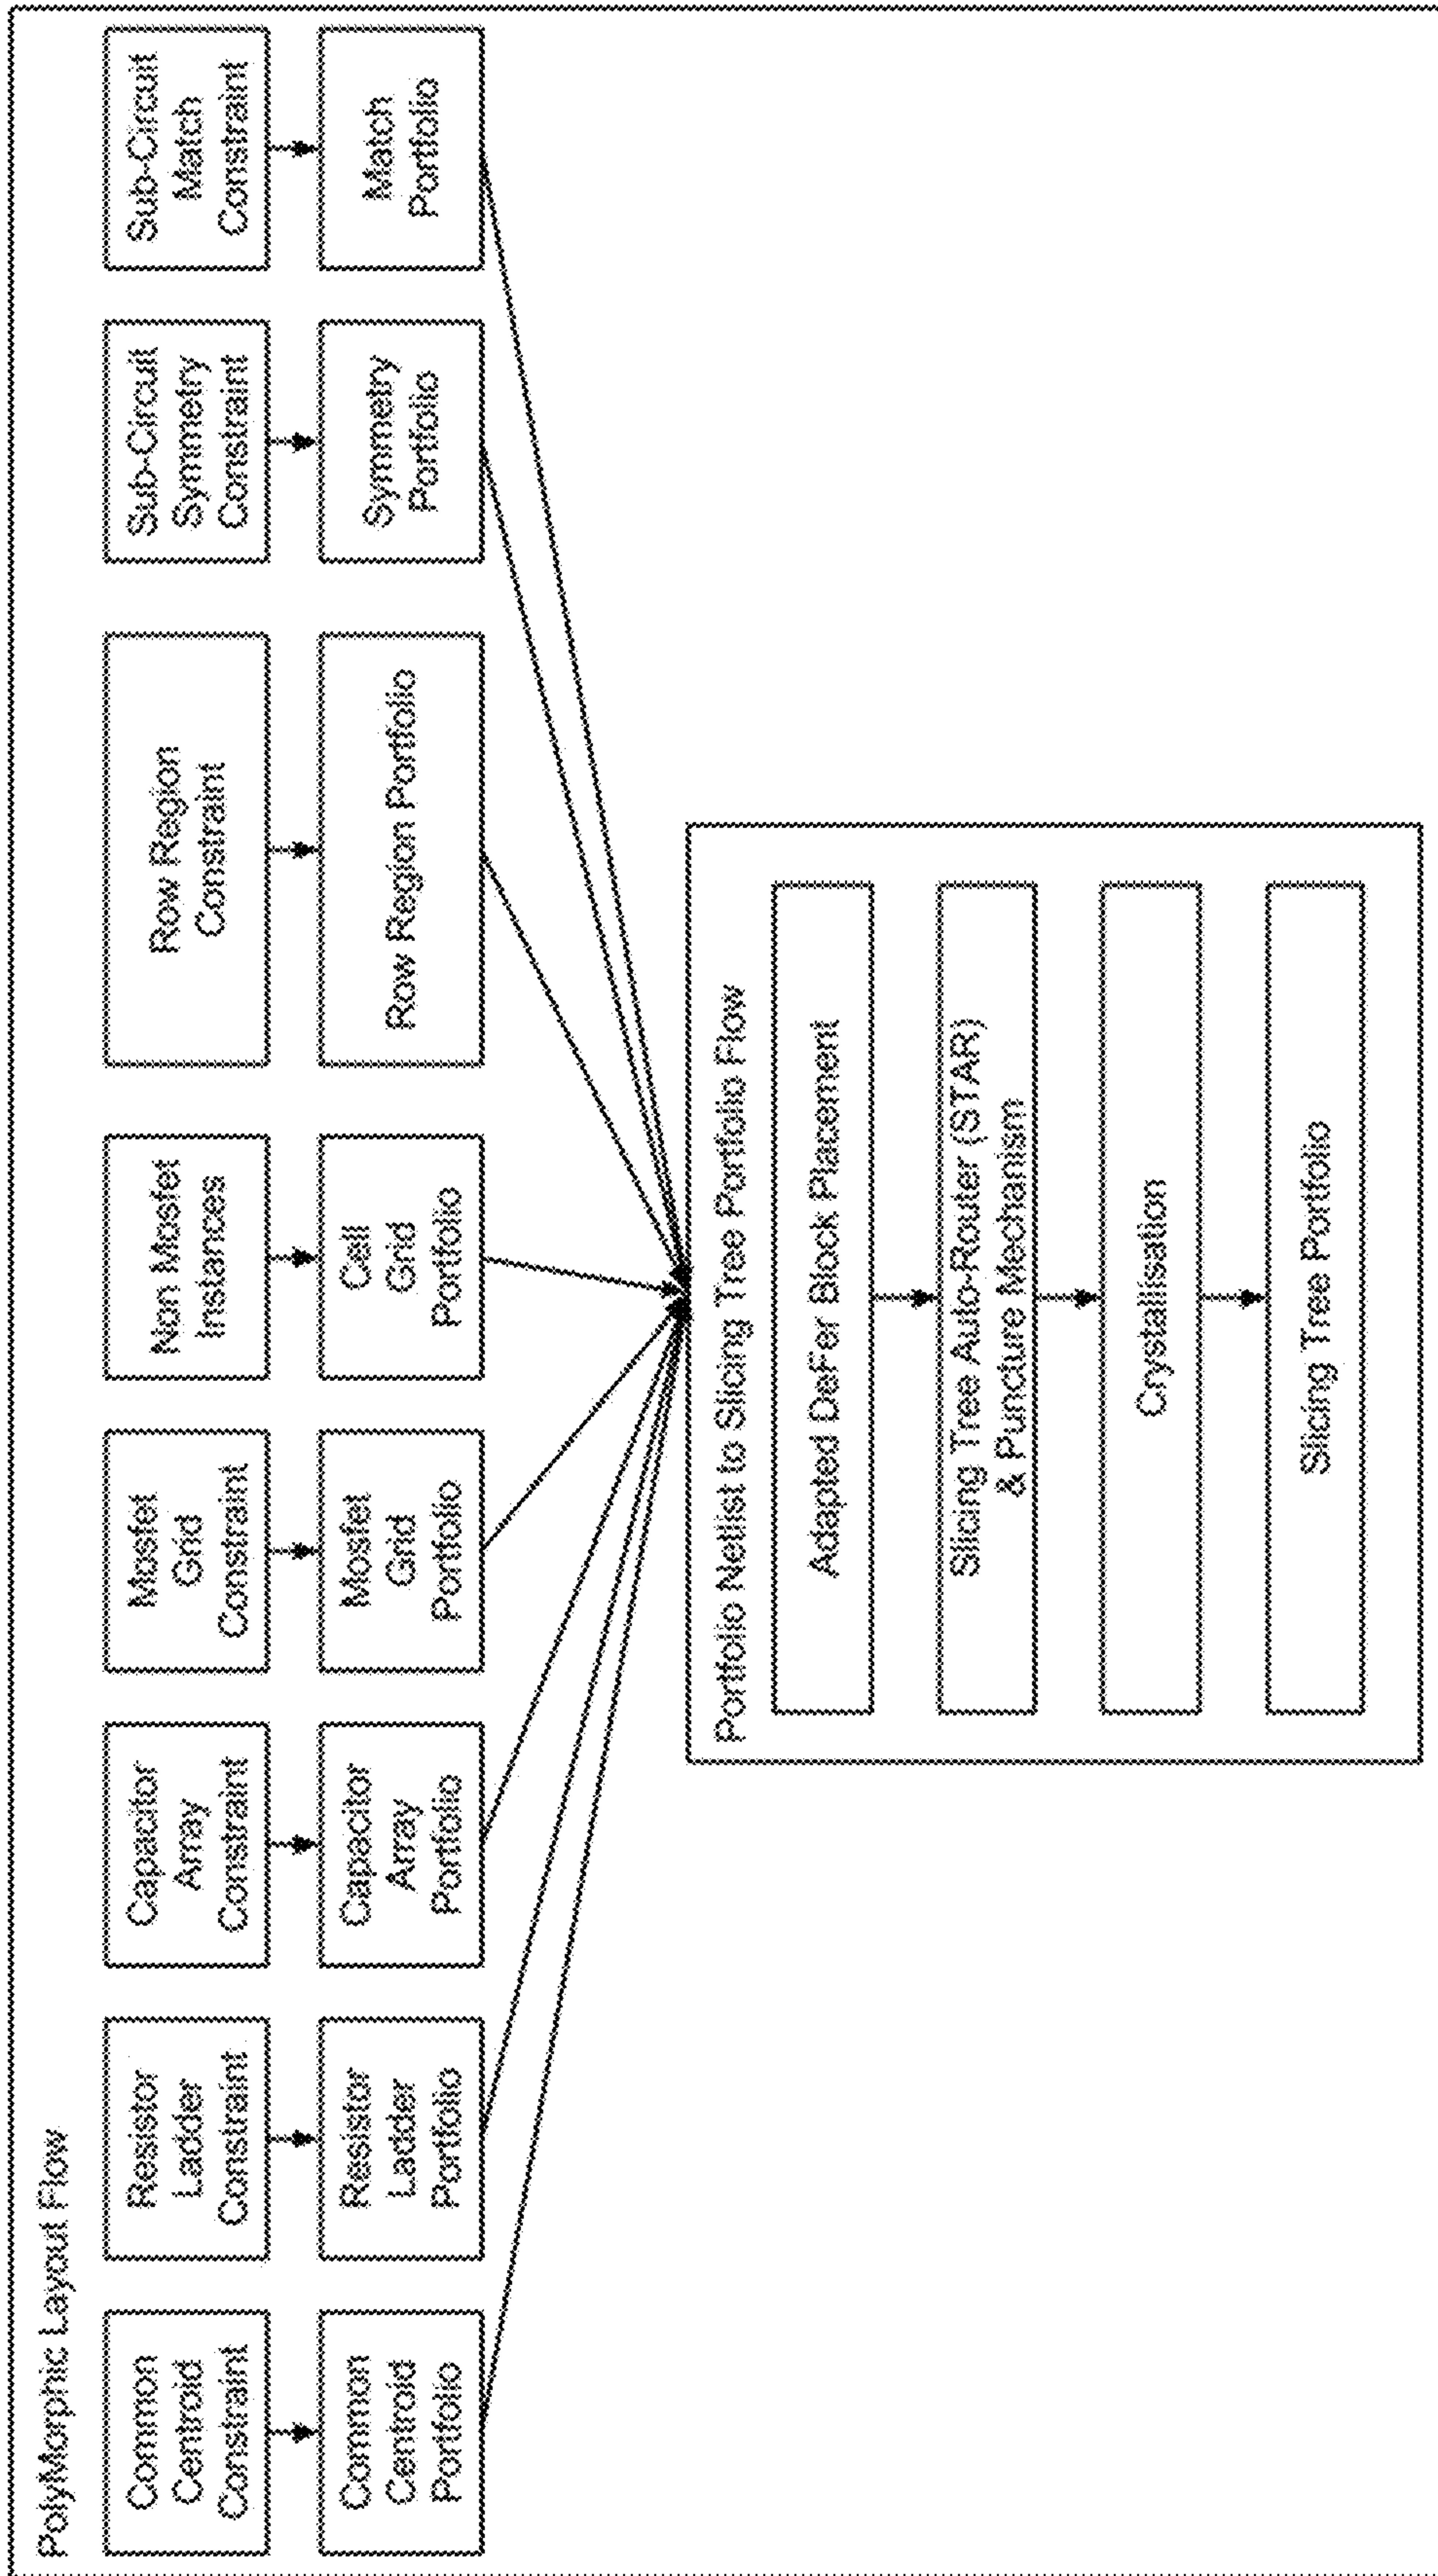 PolyMorphic Layout Flow
Common
Centroid
Constraint
Resistor
Ladder
Constraint
Capacitor
Array
Constraint
Mosfet
Grid
Constraint
Non Mosfet
Instances
Row Region
Constraint
Sub-Circuit
Symmetry
Constraint
Sub-Circuit
Match
Constraint
Common
Centroid
Portfolio
Resistor
Ladder
Portfolio
Capacitor
Array
Portfolio
Mosfet
Grid
Portfolio
Cell
Grid
Portfolio
Row Region Portfolio
Symmetry
Portfolio
Match
Portfolio
Portfolio Netlist to Slicing Tree Portfolio Flow
Adapted DeFer Block Placement
Slicing Tree Auto-Router (STAR)
& Puncture Mechanism
Crystallisation
Slicing Tree Portfolio